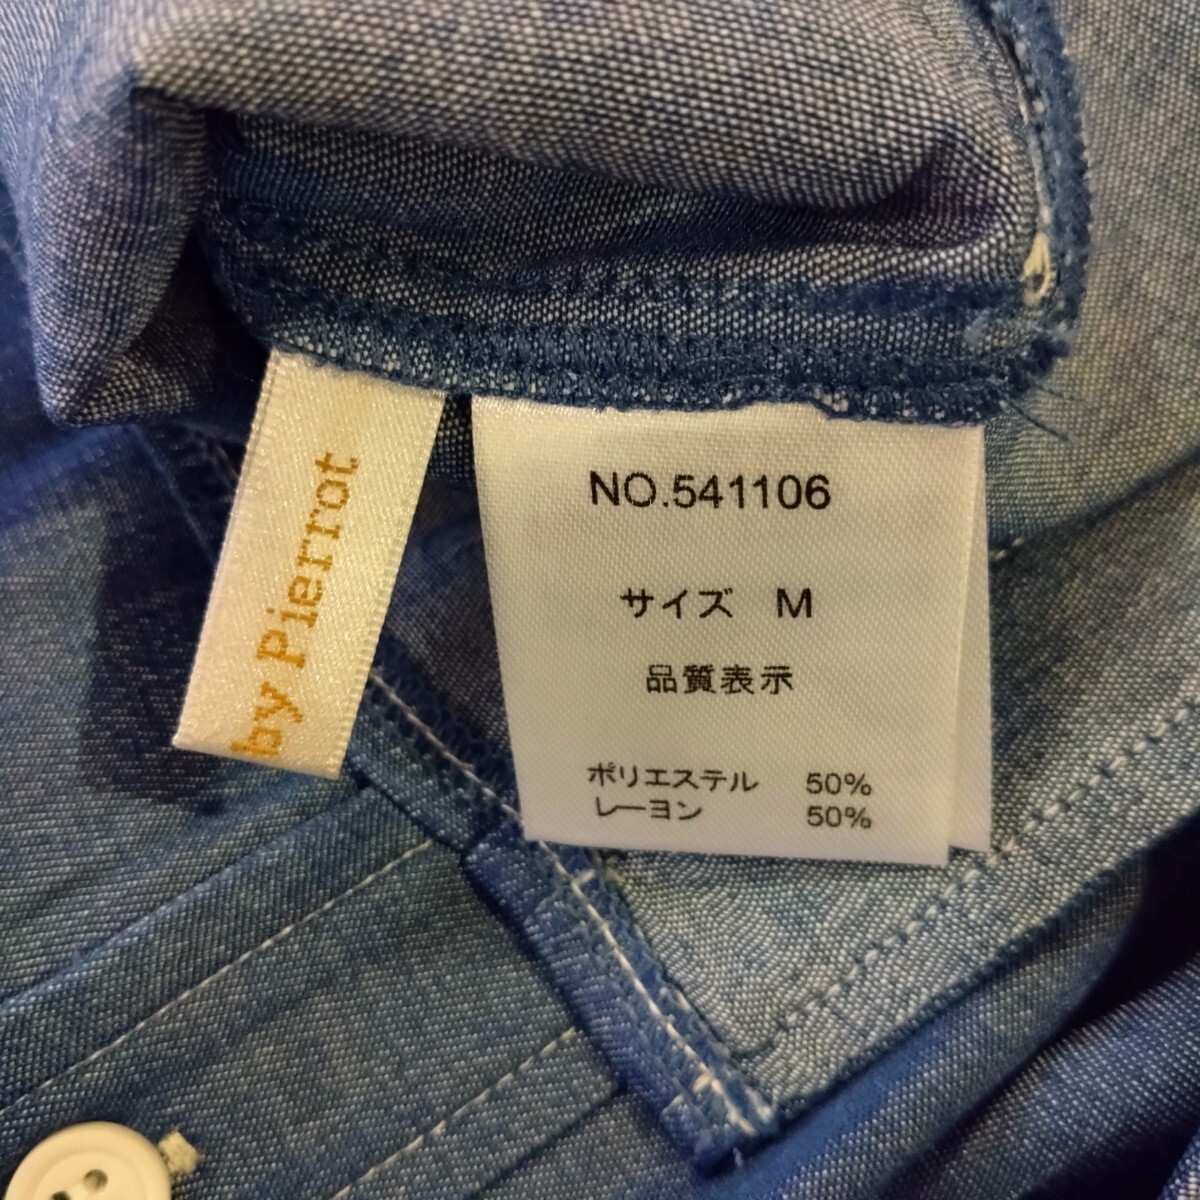 by Pierrot
NO.541106
サイズ M
品質表示
ポリエステル 50%
レーヨン 50%